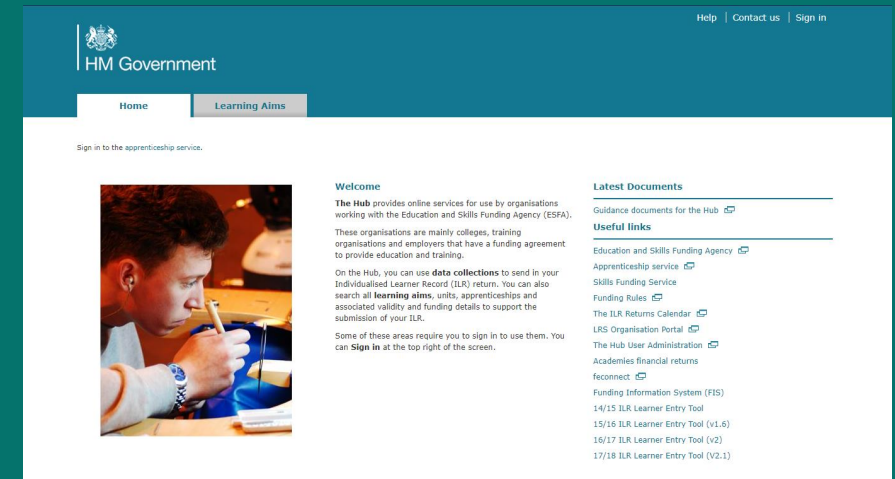 Help | Contact us | Sign in
HM Government
Home
Learning Aims
Sign in to the apprenticeship service.
Welcome
The Hub provides online services for use by organisations
working with the Education and Skills Funding Agency (ESFA).
These organisations are mainly colleges, training
organisations and employers that have a funding agreement
to provide education and training.
On the Hub, you can use data collections to send in your
Individualised Learner Record (ILR) return. You can also
search all learning aims, units, apprenticeships and
associated validity and funding details to support the
submission of your ILR.
Some of these areas require you to sign in to use them. You
can Sign in at the top right of the screen.
Latest Documents
Guidance documents for the Hub
Useful links
Education and Skills Funding Agency
Apprenticeship service
Skills Funding Service
Funding Rules
The ILR Returns Calendar
LRS Organisation Portal
The Hub User Administration
Academies financial returns
feconnect
Funding Information System (FIS)
14/15 ILR Learner Entry Tool
15/16 ILR Learner Entry Tool (v1.6)
16/17 ILR Learner Entry Tool (v2)
17/18 ILR Learner Entry Tool (V2.1)